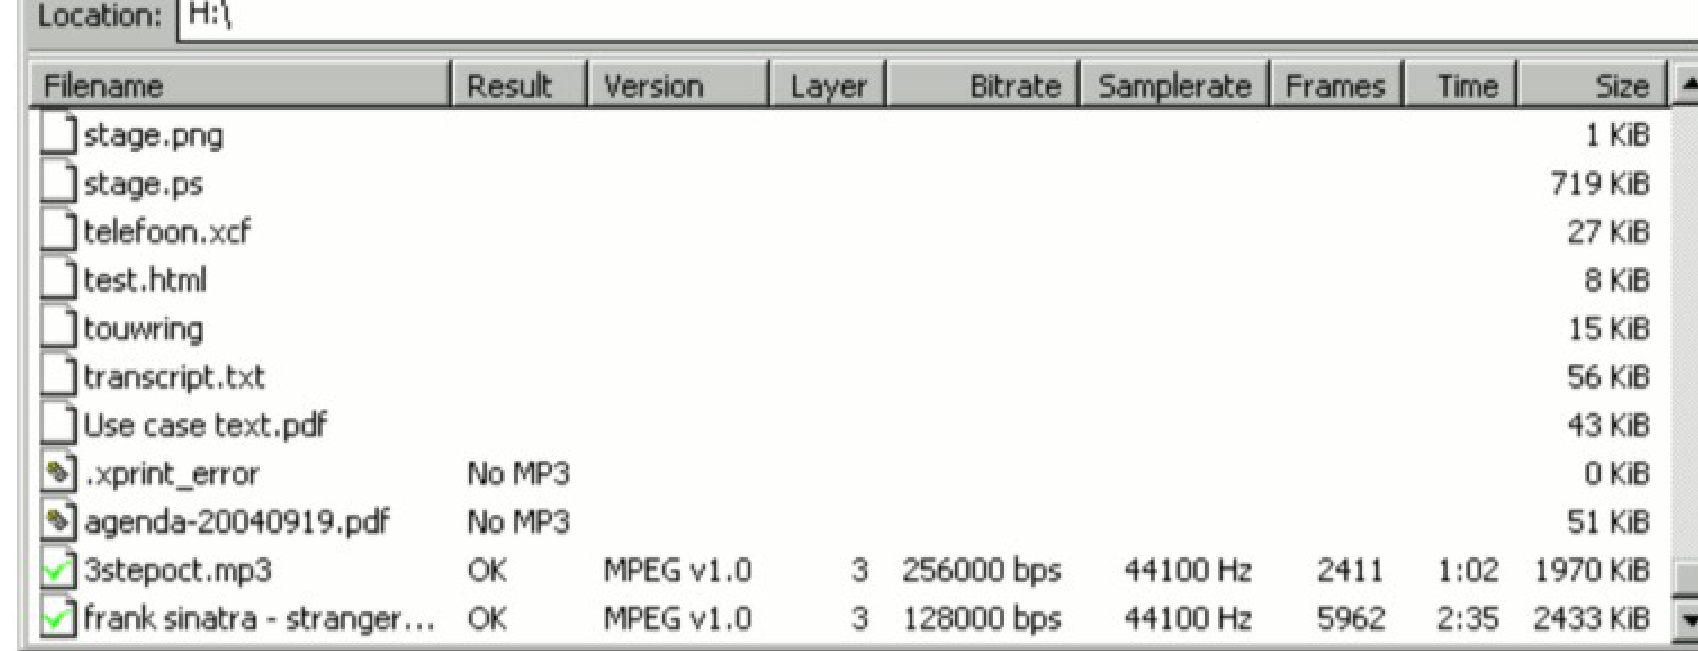 Location: H:\
Filename Result Version Layer Bitrate Samplerate Frames Time Size
stage.png 1 KiB
stage.ps 719 KiB
telefoon.xcf 27 KiB
test.html 8 KiB
touwring 15 KiB
transcript.txt 56 KiB
Use case text.pdf 43 KiB
.xprint_error No MP3 0 KiB
agenda-20040919.pdf No MP3 51 KiB
3stepoct.mp3 OK MPEG v1.0 3 256000 bps 44100 Hz 2411 1:02 1970 KiB
frank sinatra - stranger... OK MPEG v1.0 3 128000 bps 44100 Hz 5962 2:35 2433 KiB